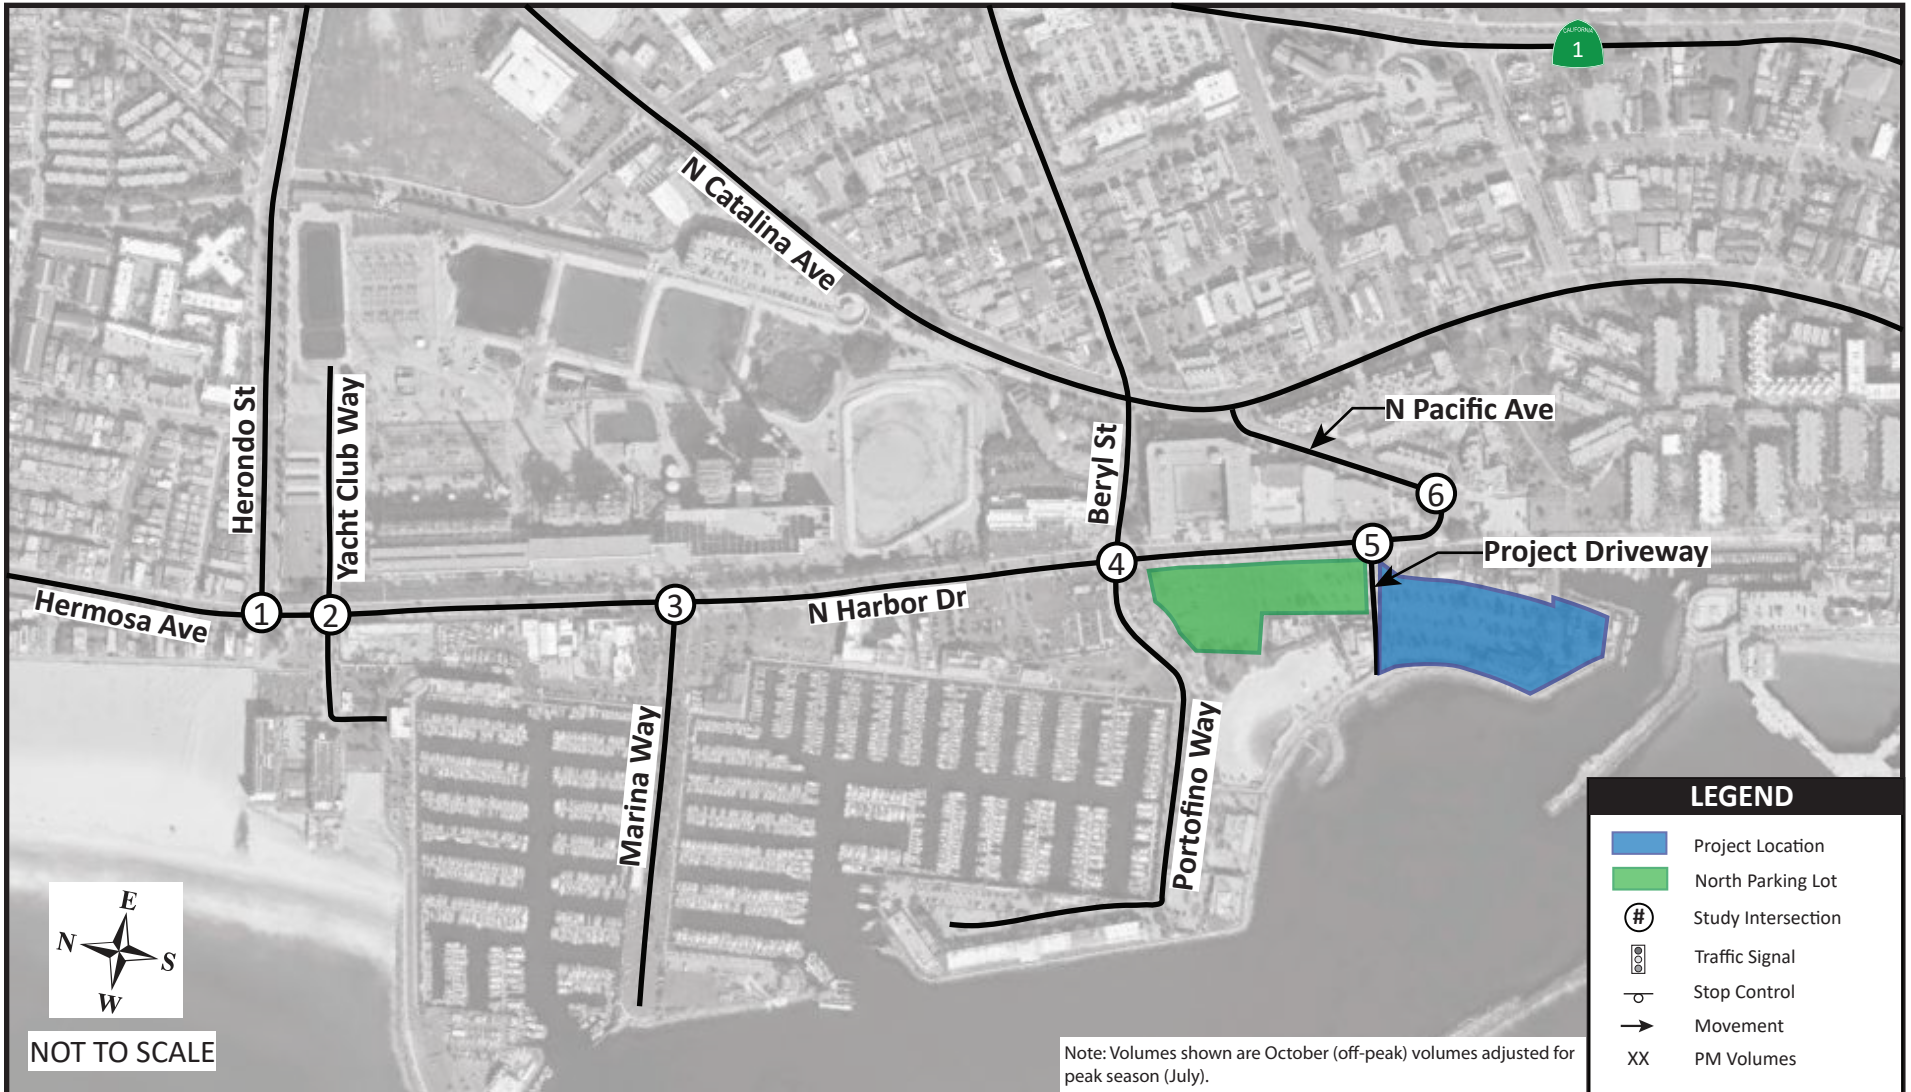 CALIFORNIA
1
N Catalina Ave
Herondo St
Yacht Club Way
Beryl St
N Pacific Ave
6
5
Project Driveway
4
3
1
2
Hermosa Ave
N Harbor Dr
Marina Way
Portofino Way
E
N
S
W
NOT TO SCALE
Note: Volumes shown are October (off-peak) volumes adjusted for
peak season (July).
LEGEND
Project Location
North Parking Lot
# Study Intersection
Traffic Signal
Stop Control
Movement
XX PM Volumes